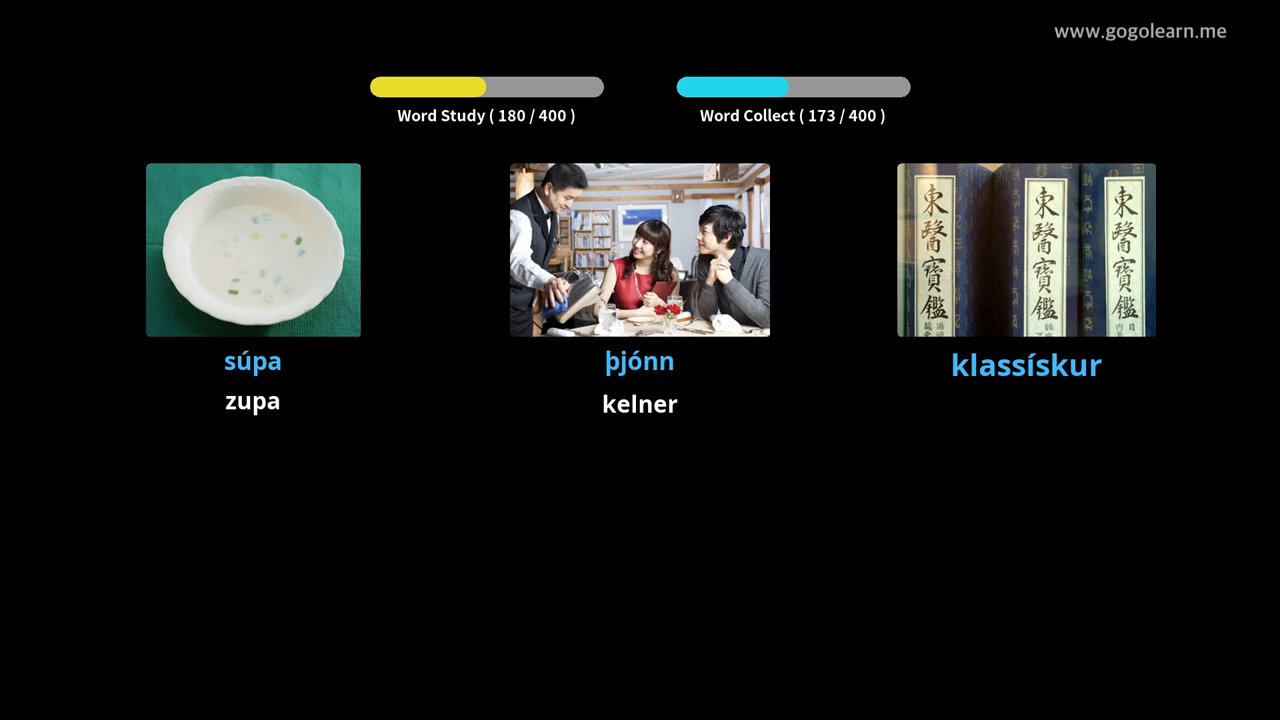 www.gogolearn.me
Word Study ( 180 / 400 )
Word Collect ( 173 / 400 )
東醫寶鑑
東醫寶鑑
東醫寶鑑
súpa
þjónn
klassískur
zupa
kelner